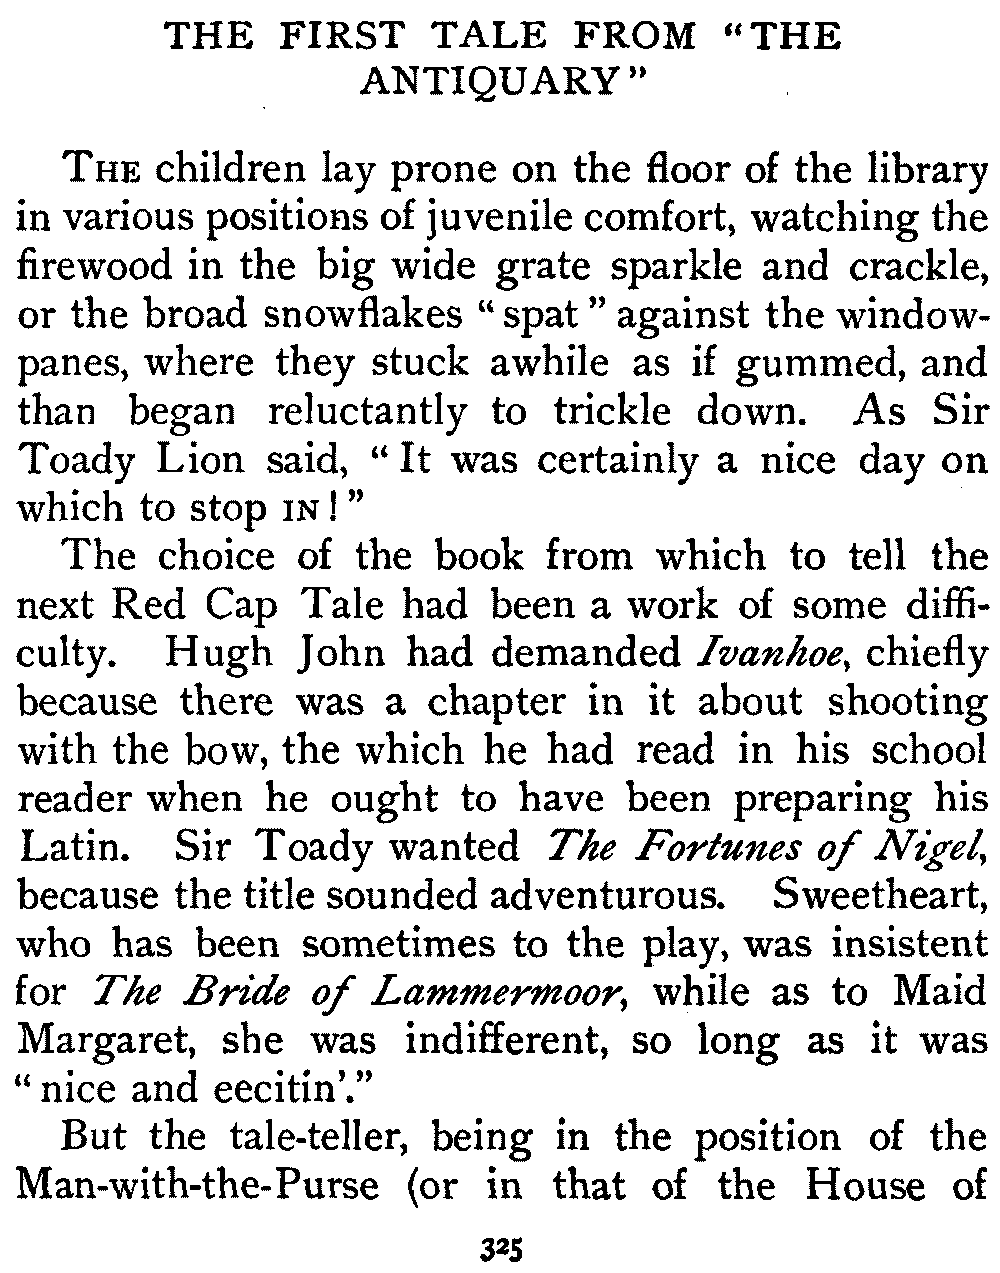 THE FIRST TALE FROM “THE
ANTIQUARY”
THE children lay prone on the floor of the library
in various positions of juvenile comfort, watching the
firewood in the big wide grate sparkle and crackle,
or the broad snowflakes “spat” against the window-
panes, where they stuck awhile as if gummed, and
than began reluctantly to trickle down. As Sir
Toady Lion said, “It was certainly a nice day on
which to stop IN!”
The choice of the book from which to tell the
next Red Cap Tale had been a work of some diffi-
culty. Hugh John had demanded Ivanhoe, chiefly
because there was a chapter in it about shooting
with the bow, the which he had read in his school
reader when he ought to have been preparing his
Latin. Sir Toady wanted The Fortunes of Nigel,
because the title sounded adventurous. Sweetheart,
who has been sometimes to the play, was insistent
for The Bride of Lammermoor, while as to Maid
Margaret, she was indifferent, so long as it was
“nice and eecitin’.”
But the tale-teller, being in the position of the
Man-with-the-Purse (or in that of the House of
325